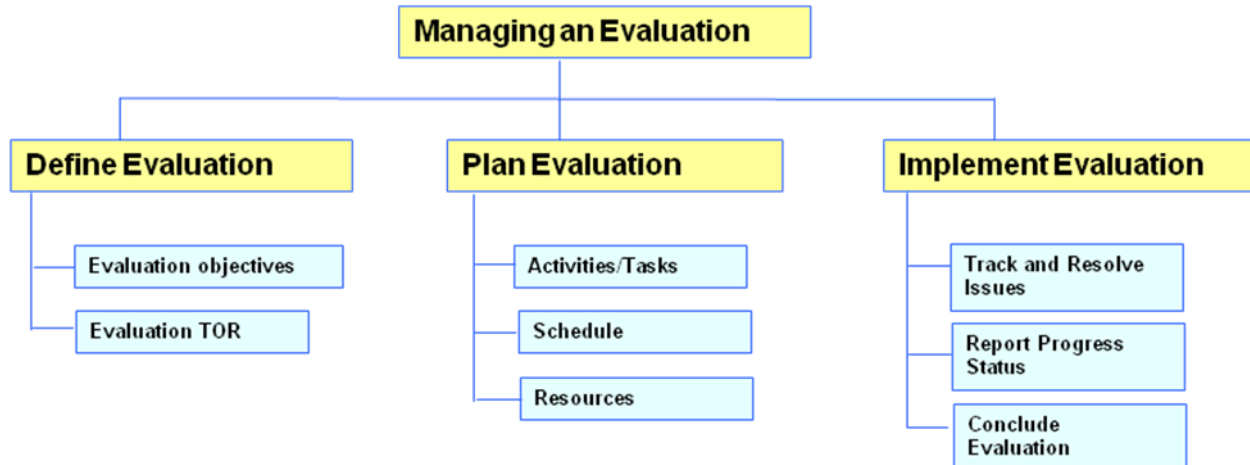 Managing an Evaluation
Define Evaluation
Evaluation objectives
Evaluation TOR
Plan Evaluation
Activities/Tasks
Schedule
Resources
Implement Evaluation
Track and Resolve
Issues
Report Progress
Status
Conclude
Evaluation